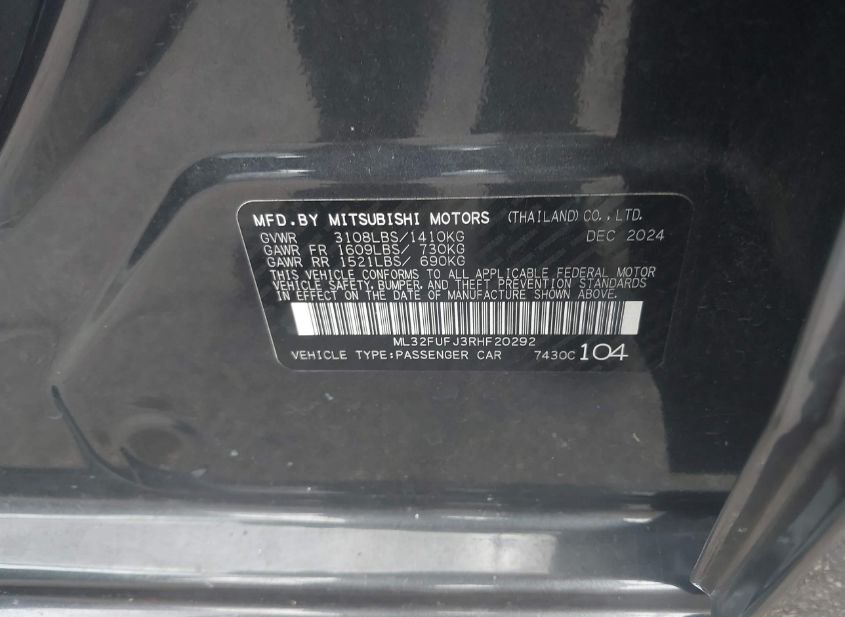 MFD.BY MITSUBISHI MOTORS (THAILAND)CO.,LTD.
GVWR 3108LBS/1410KG DEC 2024
GAWR FR 1609LBS/ 730KG
GAWR RR 1521LBS/ 690KG
THIS VEHICLE CONFORMS TO ALL APPLICABLE FEDERAL MOTOR
VEHICLE SAFETY, BUMPER, AND THEFT PREVENTION STANDARDS
IN EFFECT ON THE DATE OF MANUFACTURE SHOWN ABOVE.
ML32FUFJ3RHF20292
VEHICLE TYPE:PASSENGER CAR 7430C 104